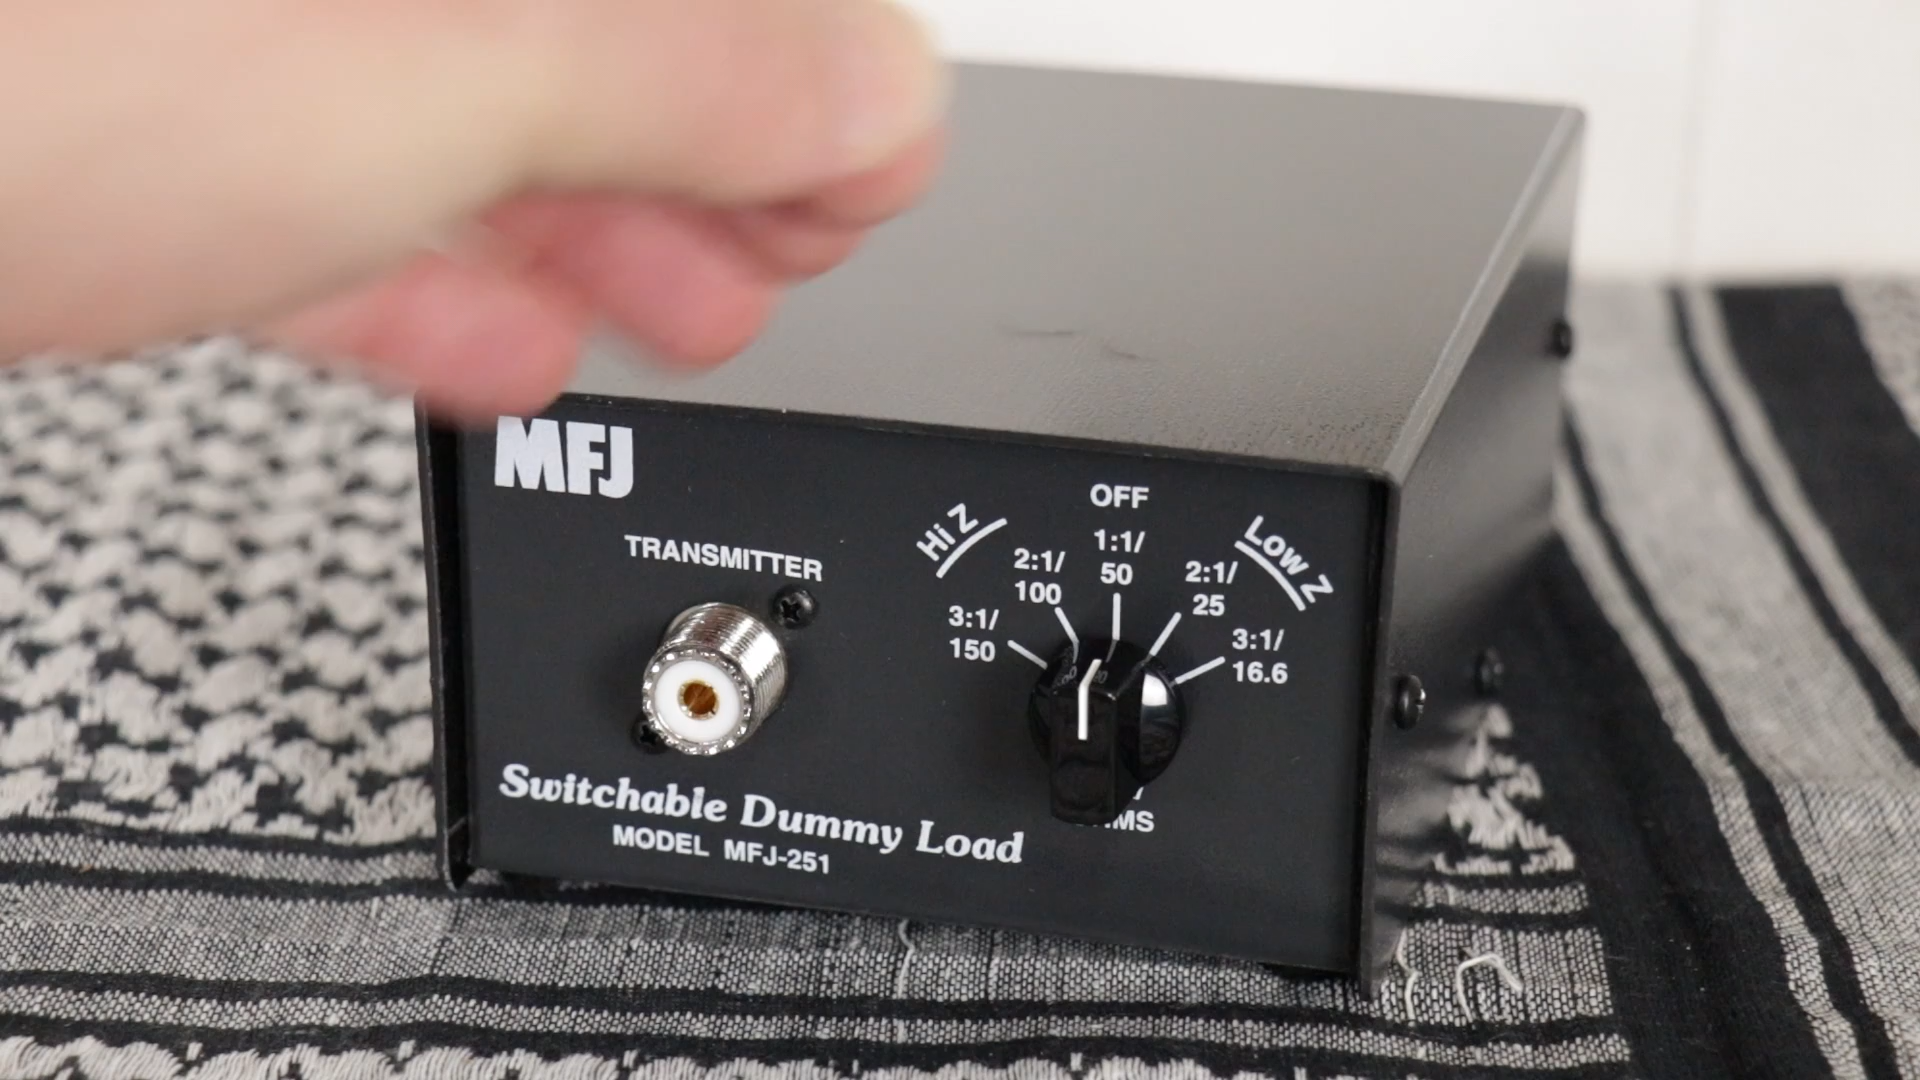 MFJ
TRANSMITTER
Switchable Dummy Load
MODEL MFJ-251
OFF
Hi Z
Low Z
1:1/
50
2:1/
100
2:1/
25
3:1/
150
3:1/
16.6